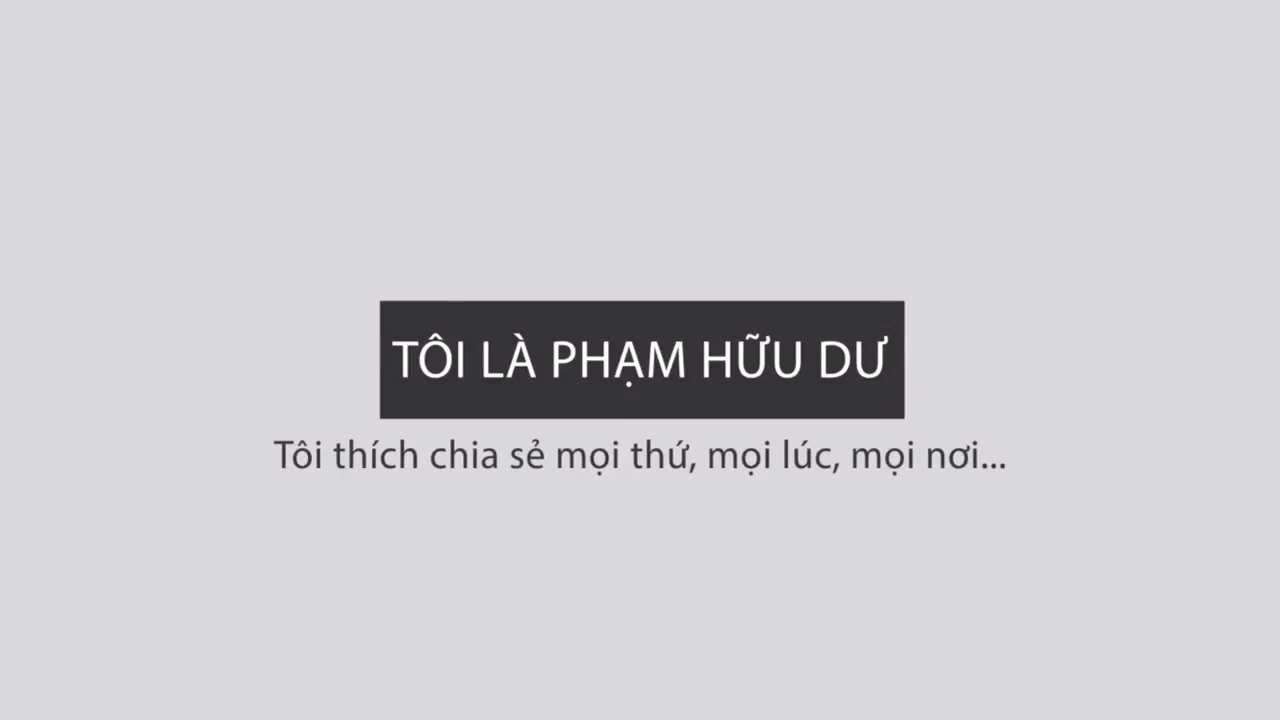 TÔI LÀ PHẠM HỮU DƯ
Tôi thích chia sẻ mọi thứ, mọi lúc, mọi nơi...